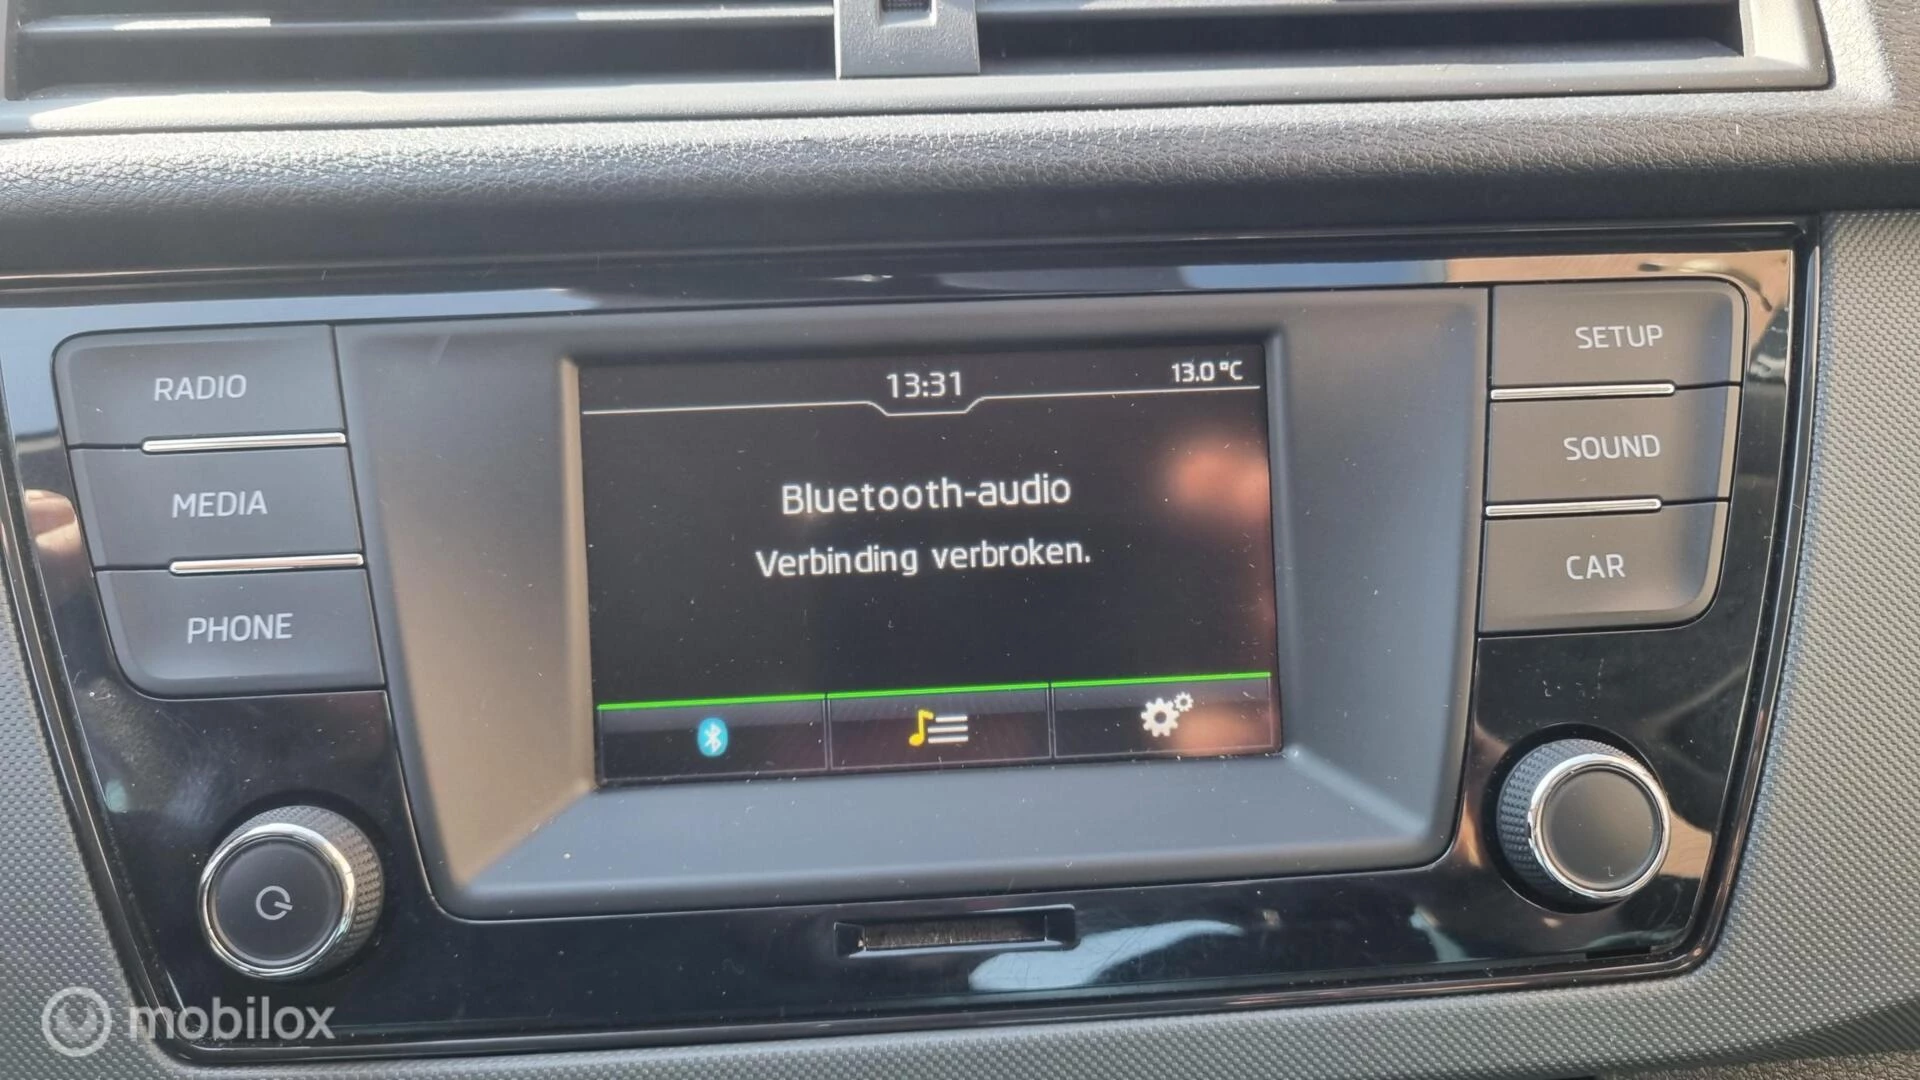 13:31
13.0 °C
RADIO
MEDIA
PHONE
Bluetooth-audio
Verbinding verbroken.
SETUP
SOUND
CAR
mobilox